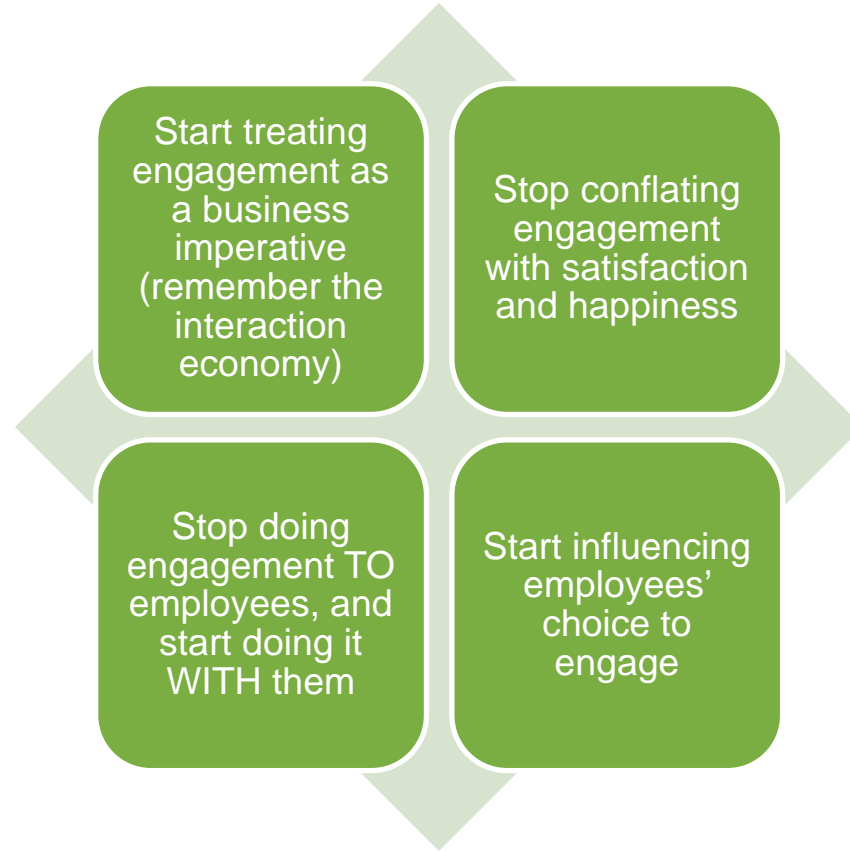 Start treating
engagement as
a business
imperative
(remember the
interaction
economy)
Stop conflating
engagement
with satisfaction
and happiness
Stop doing
engagement TO
employees, and
start doing it
WITH them
Start influencing
employees’
choice to
engage